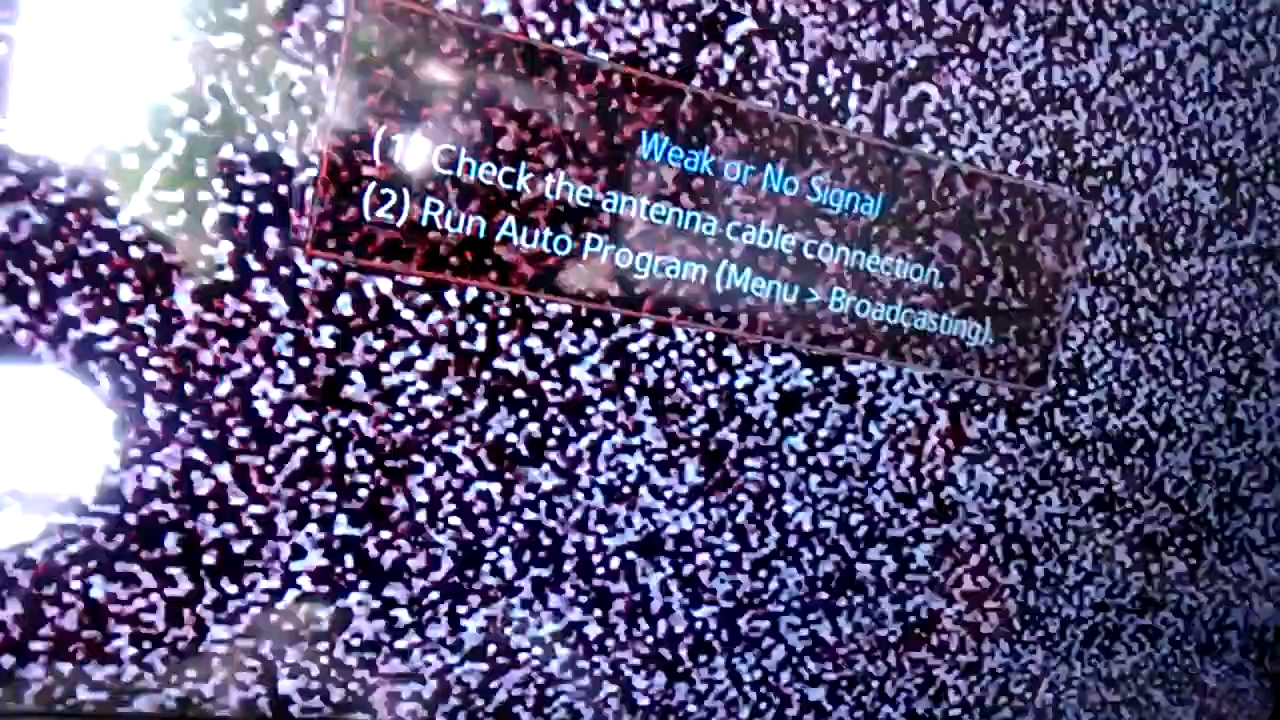 Weak or No Signal
(1) Check the antenna cable connection.
(2) Run Auto Program (Menu > Broadcasting).